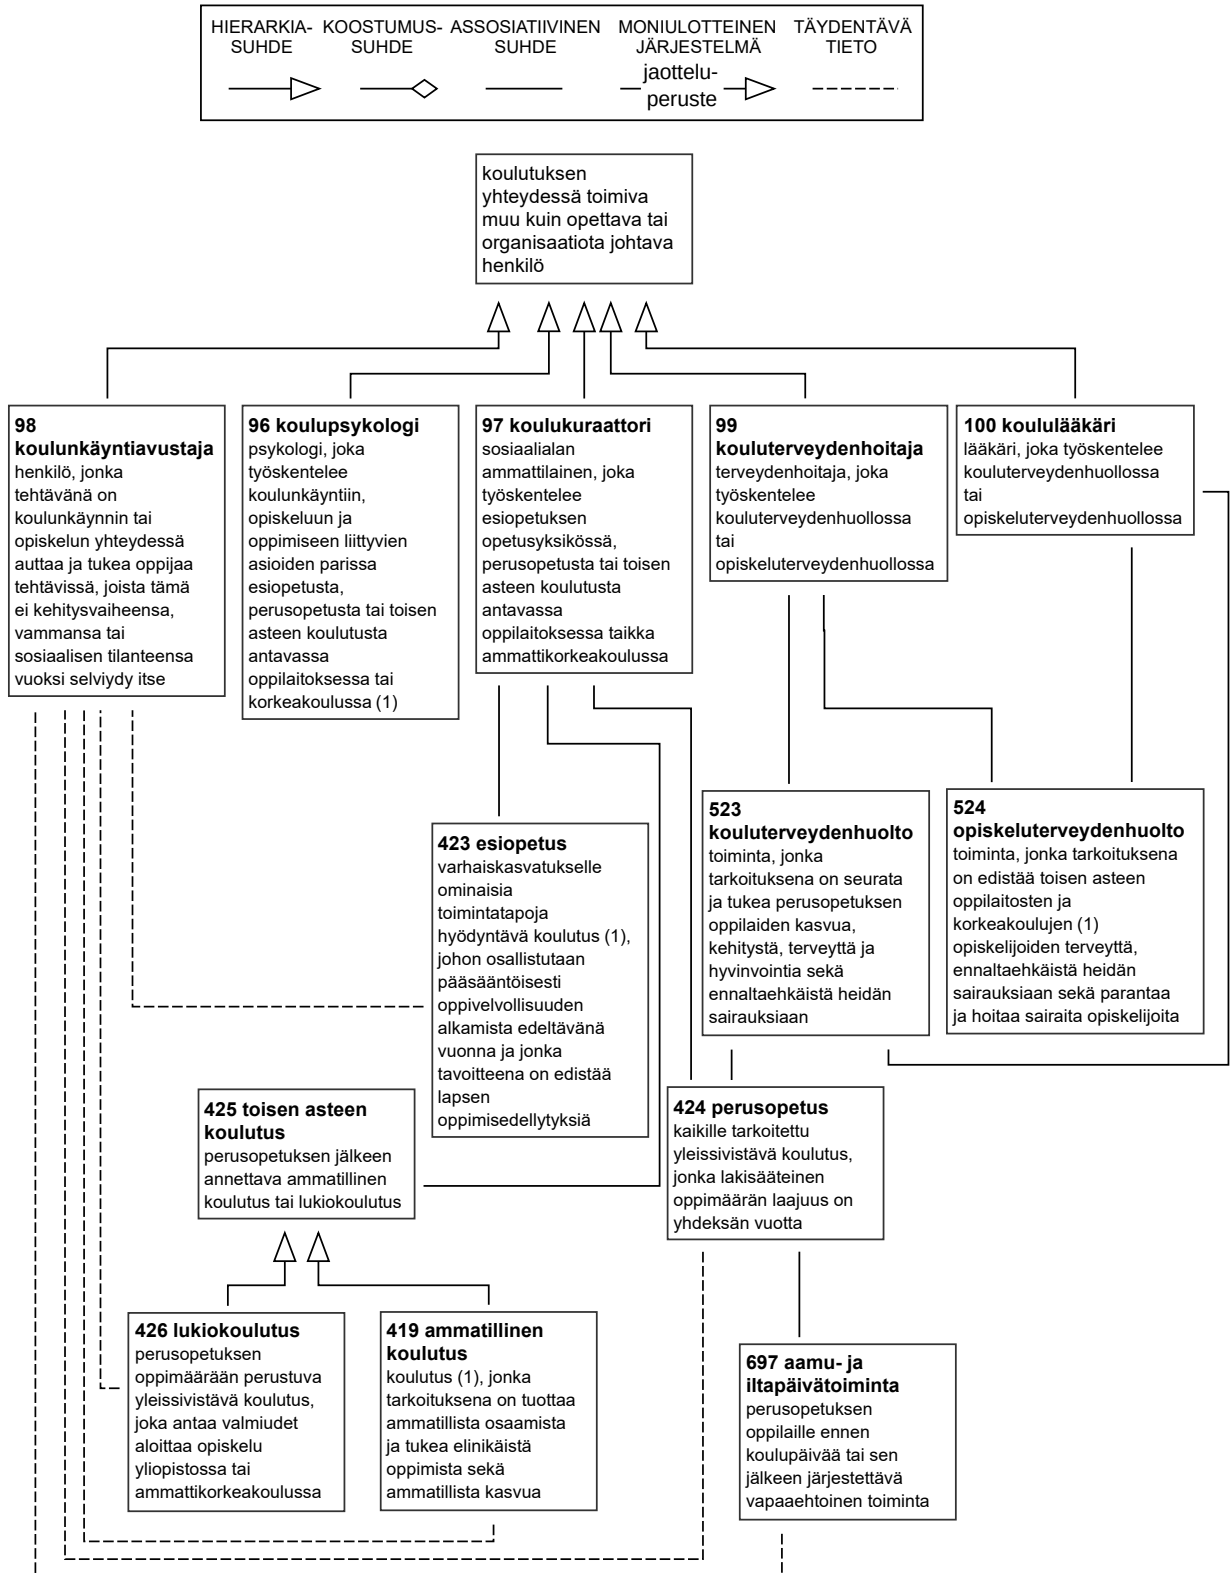 HIERARKIA-
SUHDE
KOOSTUMUS-
SUHDE
ASSOSIATIIVINEN
SUHDE
MONIULOTTEINEN
JÄRJESTELMÄ
jaottelu-
peruste
TÄYDENTÄVÄ
TIETO
koulutuksen
yhteydessä toimiva
muu kuin opettava tai
organisaatiota johtava
henkilö
98
koulunkäyntiavustaja
henkilö, jonka
tehtävänä on
koulunkäynnin tai
opiskelun yhteydessä
auttaa ja tukea oppijaa
tehtävissä, joista tämä
ei kehitysvaiheensa,
vammansa tai
sosiaalisen tilanteensa
vuoksi selviydy itse
96 koulupsykologi
psykologi, joka
työskentelee
koulunkäyntiin,
opiskeluun ja
oppimiseen liittyvien
asioiden parissa
esiopetusta,
perusopetusta tai toisen
asteen koulutusta
antavassa
oppilaitoksessa tai
korkeakoulussa (1)
97 koulukuraattori
sosiaalialan
ammattilainen, joka
työskentelee
esiopetuksen
opetusyksikössä,
perusopetusta tai toisen
asteen koulutusta
antavassa
oppilaitoksessa taikka
ammattikorkeakoulussa
99
kouluterveydenhoitaja
terveydenhoitaja, joka
työskentelee
kouluterveydenhuollossa
tai
opiskeluterveydenhuollossa
100 koululääkäri
lääkäri, joka työskentelee
kouluterveydenhuollossa
tai
opiskeluterveydenhuollossa
523
kouluterveydenhuolto
toiminta, jonka
tarkoituksena on seurata
ja tukea perusopetuksen
oppilaiden kasvua,
kehitystä, terveyttä ja
hyvinvointia sekä
ennaltaehkäistä heidän
sairauksiaan
524
opiskeluterveydenhuolto
toiminta, jonka tarkoituksena
on edistää toisen asteen
oppilaitosten ja
korkeakoulujen (1)
opiskelijoiden terveyttä,
ennaltaehkäistä heidän
sairauksiaan sekä parantaa
ja hoitaa sairaita opiskelijoita
423 esiopetus
varhaiskasvatukselle
ominaisia
toimintatapoja
hyödyntävä koulutus (1),
johon osallistutaan
pääsääntöisesti
oppivelvollisuuden
alkamista edeltävänä
vuonna ja jonka
tavoitteena on edistää
lapsen
oppimisedellytyksiä
425 toisen asteen
koulutus
perusopetuksen jälkeen
annettava ammatillinen
koulutus tai lukiokoulutus
424 perusopetus
kaikille tarkoitettu
yleissivistävä koulutus,
jonka lakisääteinen
oppimäärän laajuus on
yhdeksän vuotta
426 lukiokoulutus
perusopetuksen
oppimäärään perustuva
yleissivistävä koulutus,
joka antaa valmiudet
aloittaa opiskelu
yliopistossa tai
ammattikorkeakoulussa
419 ammatillinen
koulutus
koulutus (1), jonka
tarkoituksena on tuottaa
ammatillista osaamista
ja tukea elinikäistä
oppimista sekä
ammatillista kasvua
697 aamu- ja
iltapäivätoiminta
perusopetuksen
oppilaille ennen
koulupäivää tai sen
jälkeen järjestettävä
vapaaehtoinen toiminta